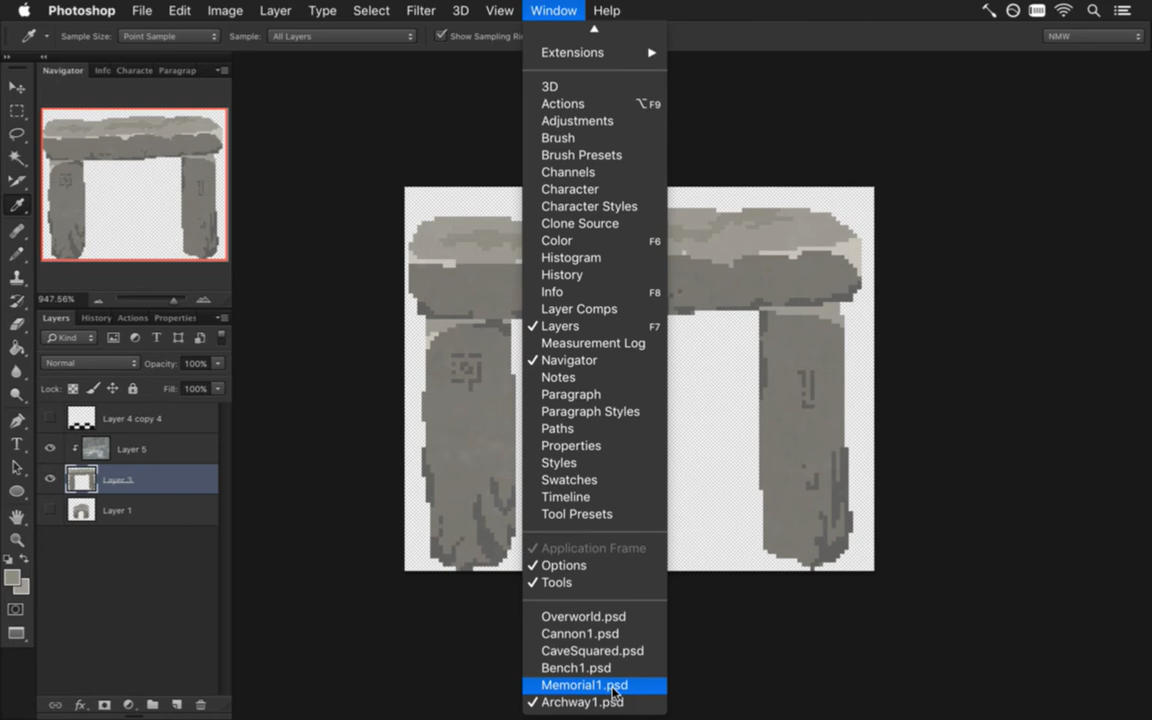 Photoshop File Edit Image Layer Type Select Filter 3D View Window Help
Sample Size: Point Sample Sample: All Layers Show Sampling Ri NMW
Navigator Info Characte Paragrap
947.56%
Layers History Actions Properties
Kind
Normal Opacity: 100%
Lock: Fill: 100%
Layer 4 copy 4
Layer 5
Layer 3
Layer 1
Extensions
3D
Actions ⌥F9
Adjustments
Brush
Brush Presets
Channels
Character
Character Styles
Clone Source
Color F6
Histogram
History
Info F8
Layer Comps
Layers F7
Measurement Log
Navigator
Notes
Paragraph
Paragraph Styles
Paths
Properties
Styles
Swatches
Timeline
Tool Presets
Application Frame
Options
Tools
Overworld.psd
Cannon1.psd
CaveSquared.psd
Bench1.psd
Memorial1.psd
Archway1.psd